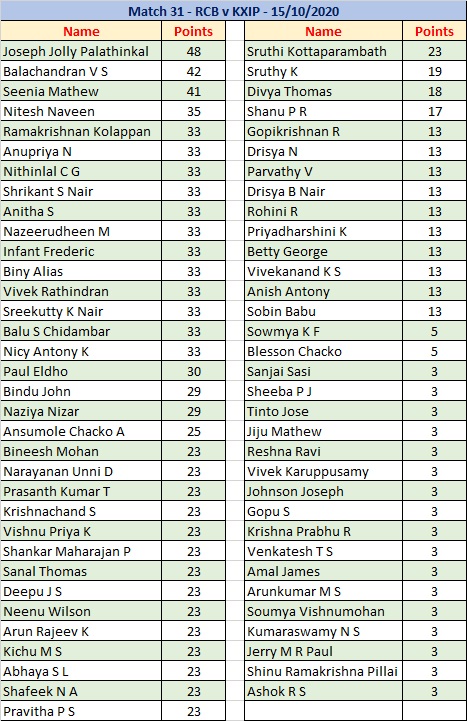 Match 31 - RCB v KXIP - 15/10/2020
Name Points Name Points
Joseph Jolly Palathinkal 48 Sruthi Kottaparambath 23
Balachandran V S 42 Sruthy K 19
Seenia Mathew 41 Divya Thomas 18
Nitesh Naveen 35 Shanu P R 17
Ramakrishnan Kolappan 33 Gopikrishnan R 13
Anupriya N 33 Drisya N 13
Nithinlal C G 33 Parvathy V 13
Shrikant S Nair 33 Drisya B Nair 13
Anitha S 33 Rohini R 13
Nazeerudheen M 33 Priyadharshini K 13
Infant Frederic 33 Betty George 13
Biny Alias 33 Vivekanand K S 13
Vivek Rathindran 33 Anish Antony 13
Sreekutty K Nair 33 Sobin Babu 13
Balu S Chidambar 33 Sowmya K F 5
Nicy Antony K 33 Blesson Chacko 5
Paul Eldho 30 Sanjai Sasi 3
Bindu John 29 Sheeba P J 3
Naziya Nizar 29 Tinto Jose 3
Ansumole Chacko A 25 Jiju Mathew 3
Bineesh Mohan 23 Reshna Ravi 3
Narayanan Unni D 23 Vivek Karuppusamy 3
Prasanth Kumar T 23 Johnson Joseph 3
Krishnachand S 23 Gopu S 3
Vishnu Priya K 23 Krishna Prabhu R 3
Shankar Maharajan P 23 Venkatesh T S 3
Sanal Thomas 23 Amal James 3
Deepu J S 23 Arunkumar M S 3
Neenu Wilson 23 Soumya Vishnumohan 3
Arun Rajeev K 23 Kumaraswamy N S 3
Kichu M S 23 Jerry M R Paul 3
Abhaya S L 23 Shinu Ramakrishna Pillai 3
Shafeek N A 23 Ashok R S 3
Pravitha P S 23